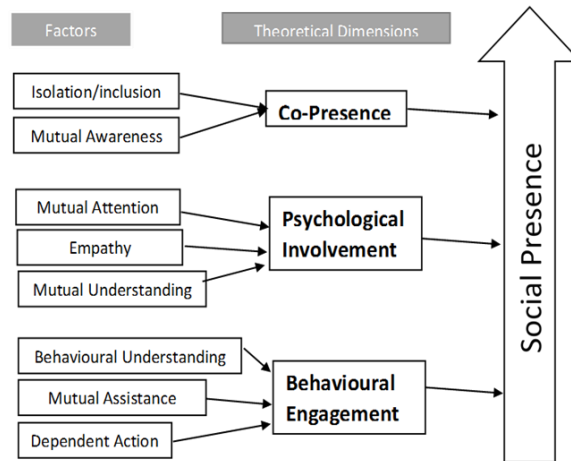 Factors
Theoretical Dimensions
Isolation/inclusion
Mutual Awareness
Co-Presence
Mutual Attention
Empathy
Mutual Understanding
Psychological
Involvement
Behavioural Understanding
Mutual Assistance
Dependent Action
Behavioural
Engagement
Social Presence